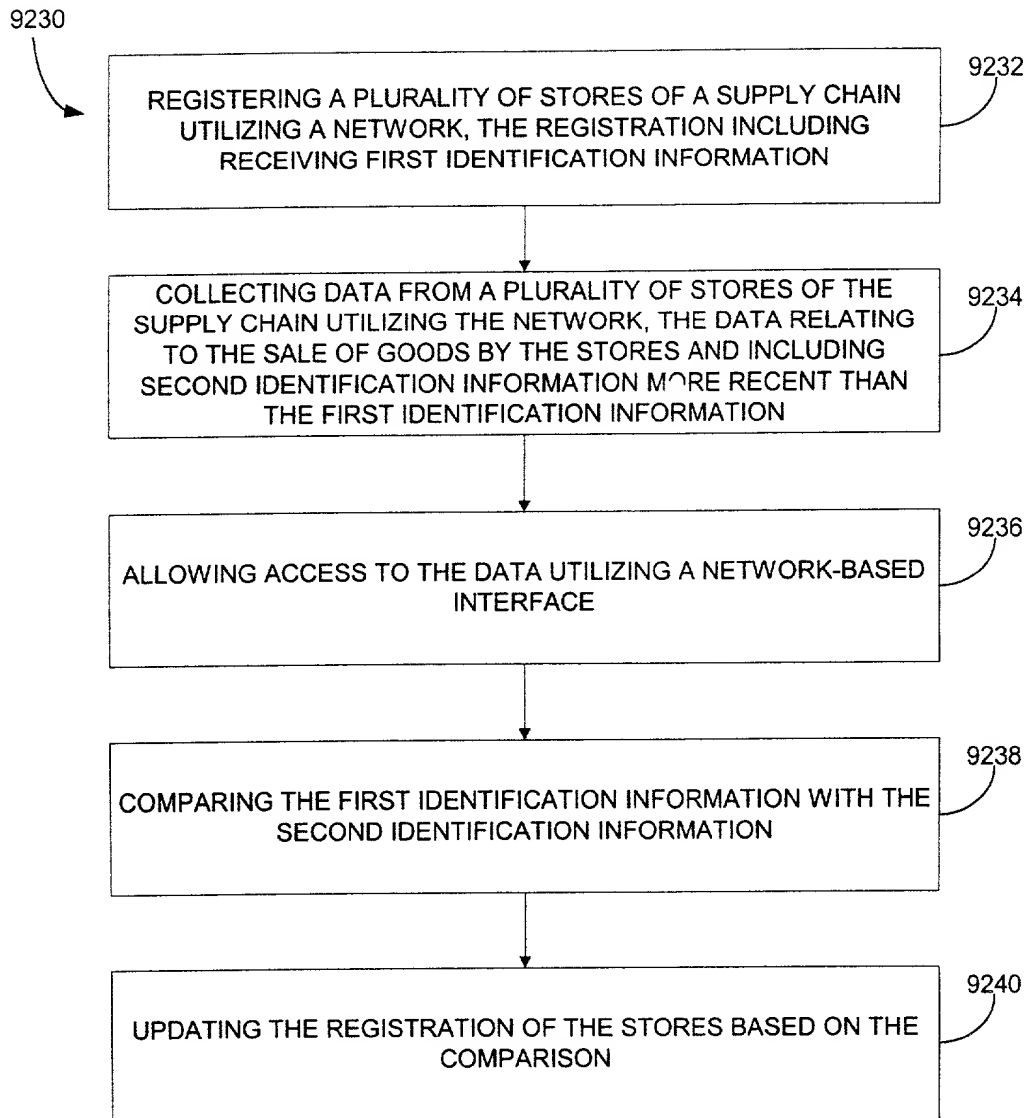 9230
9232
REGISTERING A PLURALITY OF STORES OF A SUPPLY CHAIN
UTILIZING A NETWORK, THE REGISTRATION INCLUDING
RECEIVING FIRST IDENTIFICATION INFORMATION
9234
COLLECTING DATA FROM A PLURALITY OF STORES OF THE
SUPPLY CHAIN UTILIZING THE NETWORK, THE DATA RELATING
TO THE SALE OF GOODS BY THE STORES AND INCLUDING
SECOND IDENTIFICATION INFORMATION MORE RECENT THAN
THE FIRST IDENTIFICATION INFORMATION
9236
ALLOWING ACCESS TO THE DATA UTILIZING A NETWORK-BASED
INTERFACE
9238
COMPARING THE FIRST IDENTIFICATION INFORMATION WITH THE
SECOND IDENTIFICATION INFORMATION
9240
UPDATING THE REGISTRATION OF THE STORES BASED ON THE
COMPARISON